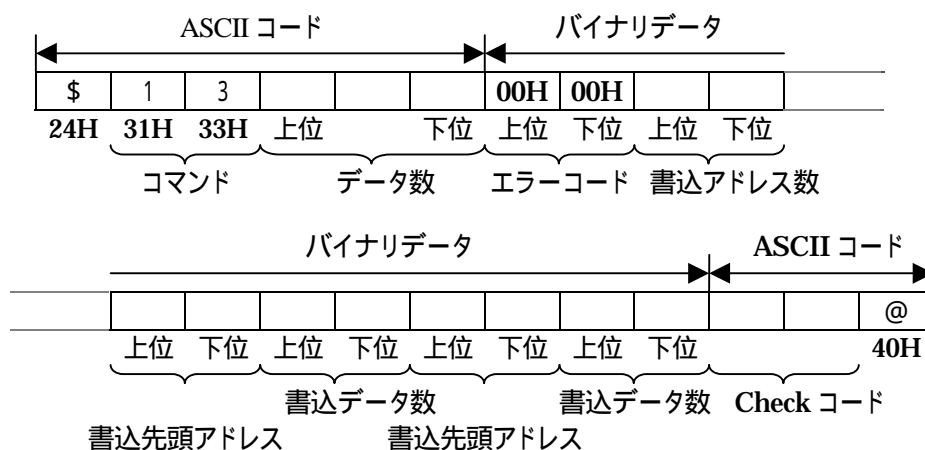 ASCII コード バイナリデータ
$ 1 3 00H 00H
24H 31H 33H 上位 下位 上位 下位 上位 下位
コマンド データ数 エラーコード 書込アドレス数
バイナリデータ ASCII コード
@
上位 下位 上位 下位 上位 下位 上位 下位 40H
書込データ数 書込データ数 Check コード
書込先頭アドレス 書込先頭アドレス